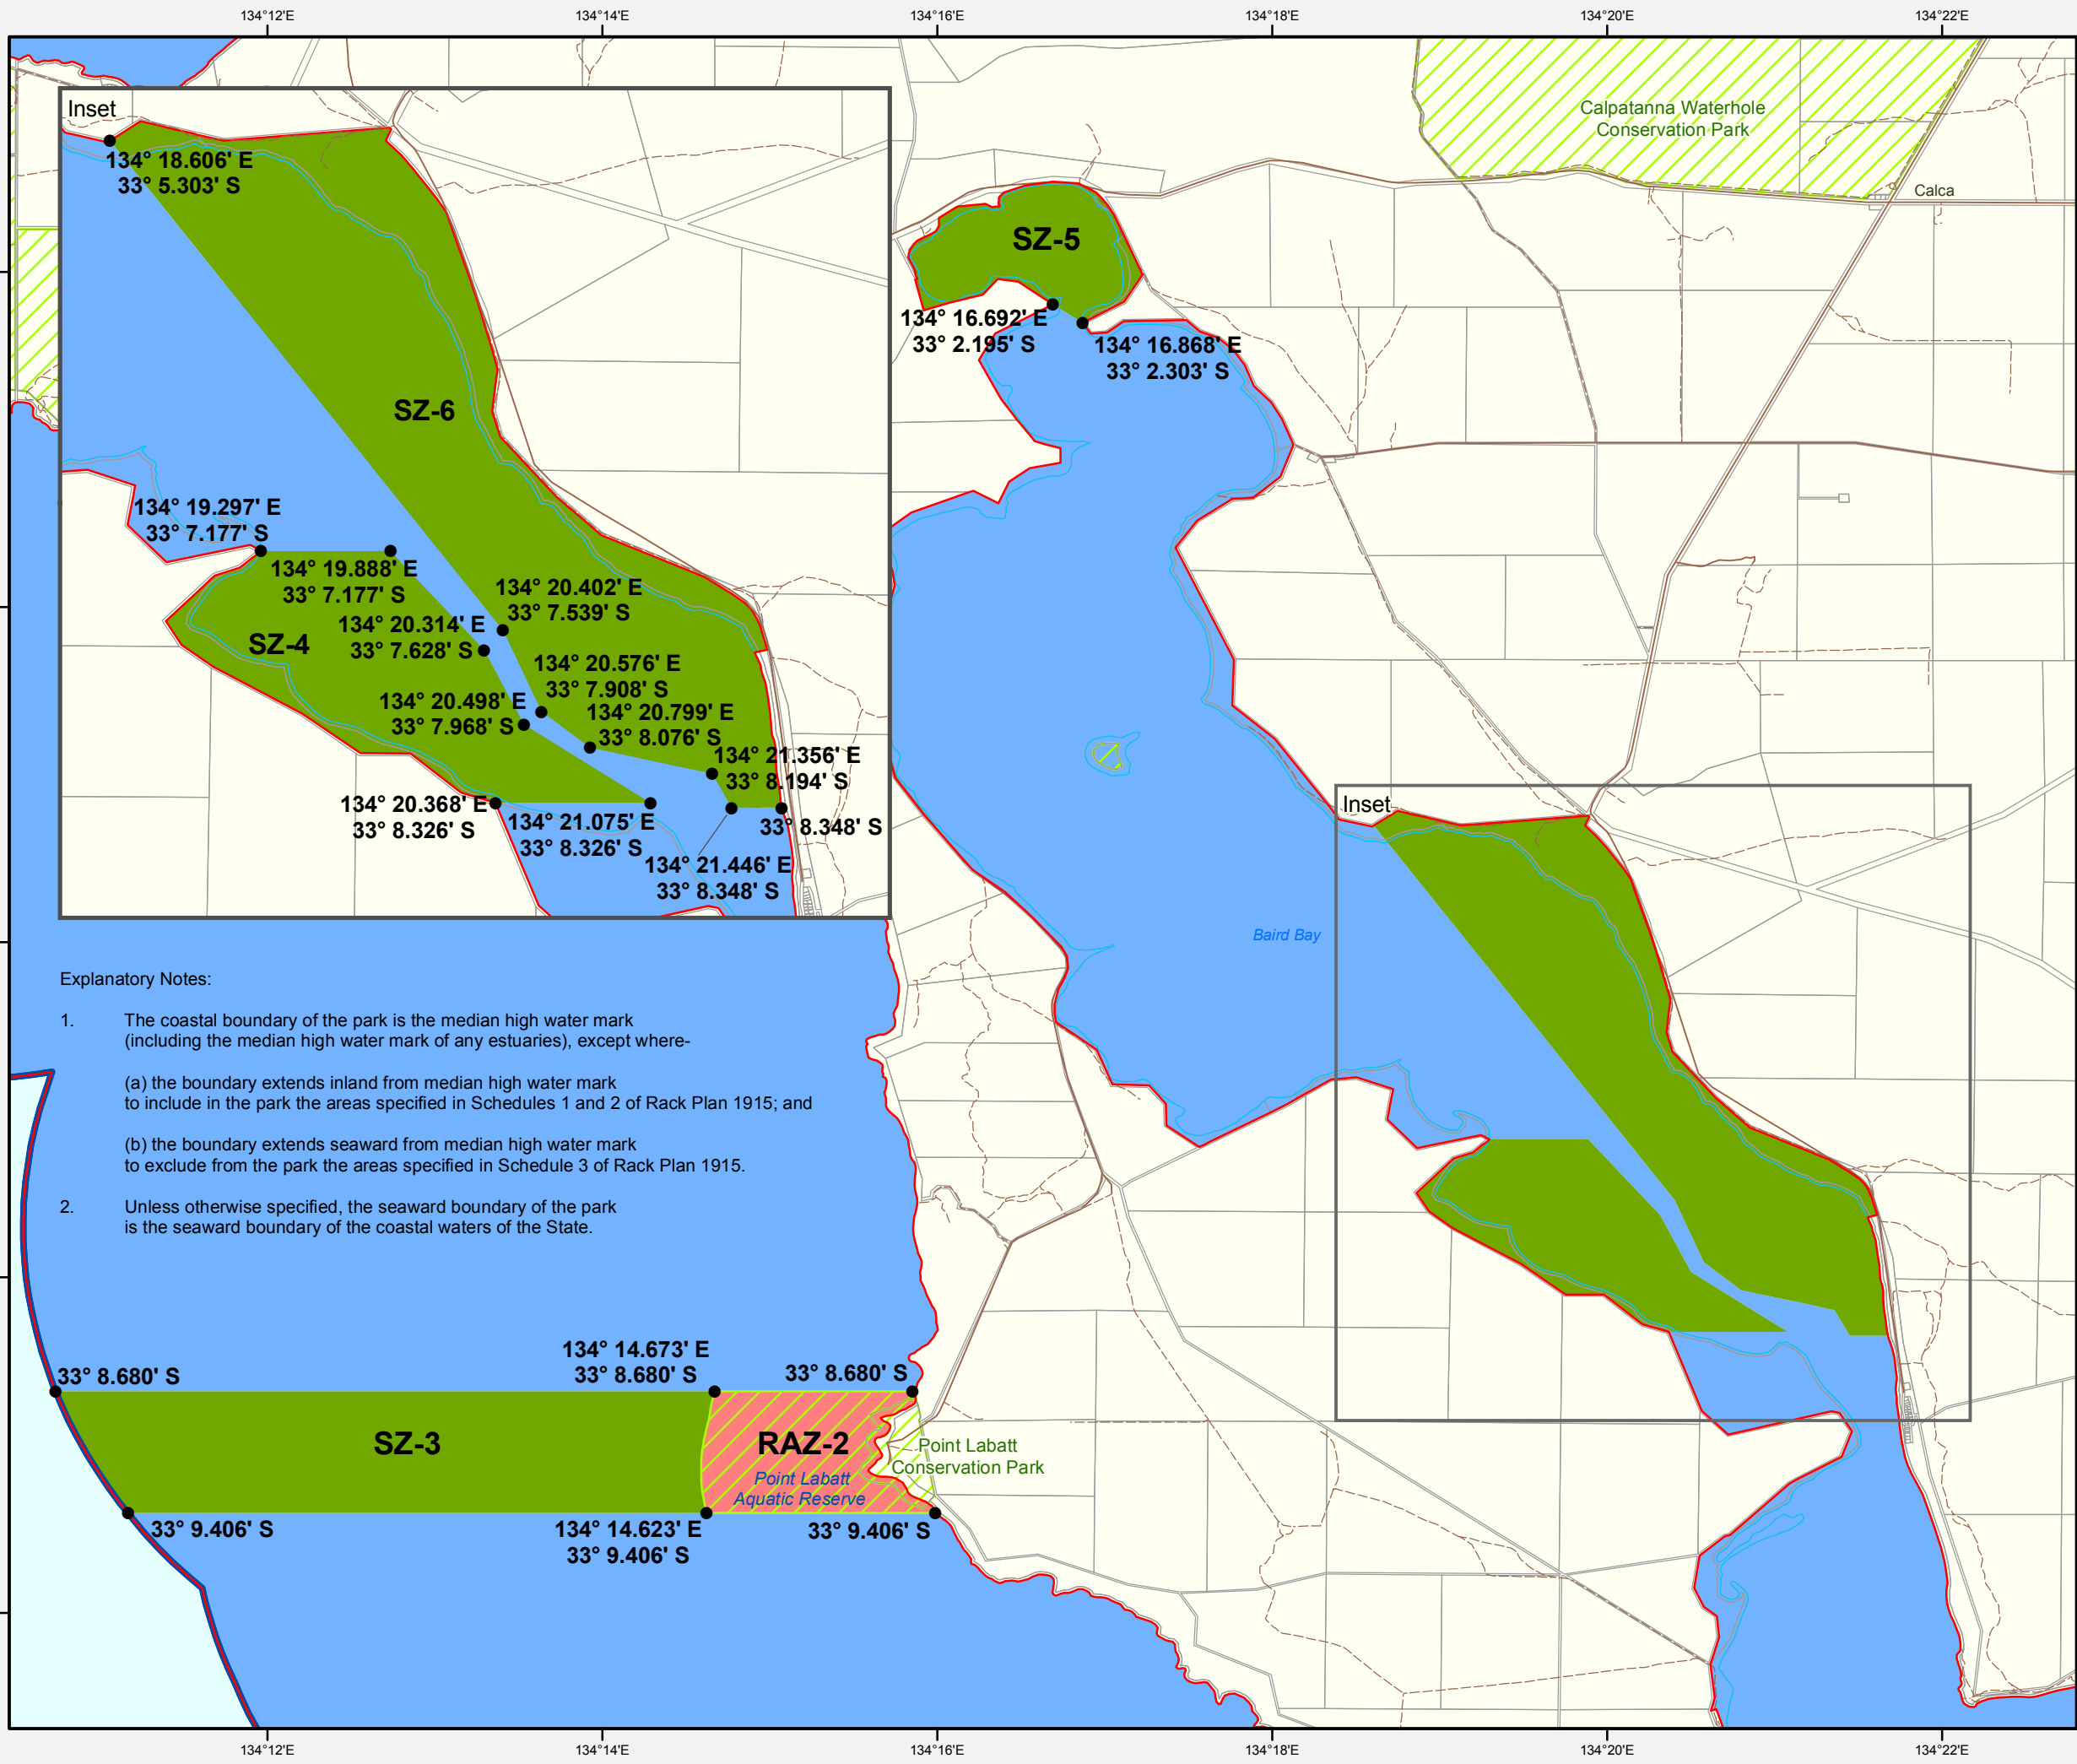 134°12'E
134°14'E
134°16'E
134°18'E
134°20'E
134°22'E
Inset
134° 18.606' E
33° 5.303' S
SZ-6
134° 19.297' E
33° 7.177' S
134° 19.888' E
33° 7.177' S
134° 20.402' E
33° 7.539' S
SZ-4
134° 20.314' E
33° 7.628' S
134° 20.576' E
33° 7.908' S
134° 20.498' E
33° 7.968' S
134° 20.799' E
33° 8.076' S
134° 21.356' E
33° 8.194' S
134° 20.368' E
33° 8.326' S
134° 21.075' E
33° 8.326' S
33° 8.348' S
134° 21.446' E
33° 8.348' S
Calpatanna Waterhole
Conservation Park
Calca
SZ-5
134° 16.692' E
33° 2.195' S
134° 16.868' E
33° 2.303' S
Inset
Baird Bay
Explanatory Notes:
1. The coastal boundary of the park is the median high water mark
(including the median high water mark of any estuaries), except where-
(a) the boundary extends inland from median high water mark
to include in the park the areas specified in Schedules 1 and 2 of Rack Plan 1915; and
(b) the boundary extends seaward from median high water mark
to exclude from the park the areas specified in Schedule 3 of Rack Plan 1915.
2. Unless otherwise specified, the seaward boundary of the park
is the seaward boundary of the coastal waters of the State.
33° 8.680' S
134° 14.673' E
33° 8.680' S
33° 8.680' S
SZ-3
RAZ-2
Point Labatt
Aquatic Reserve
Point Labatt
Conservation Park
33° 9.406' S
134° 14.623' E
33° 9.406' S
33° 9.406' S
134°12'E
134°14'E
134°16'E
134°18'E
134°20'E
134°22'E